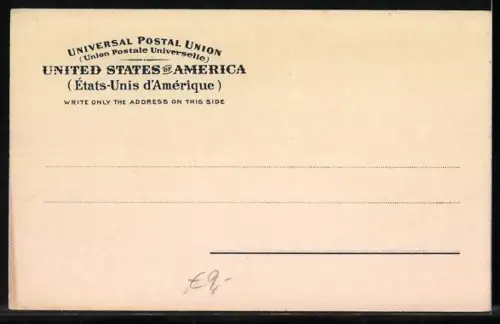 UNIVERSAL POSTAL UNION
(Union Postale Universelle)
UNITED STATES OF AMERICA
(États-Unis d'Amérique)
WRITE ONLY THE ADDRESS ON THIS SIDE
€9,-